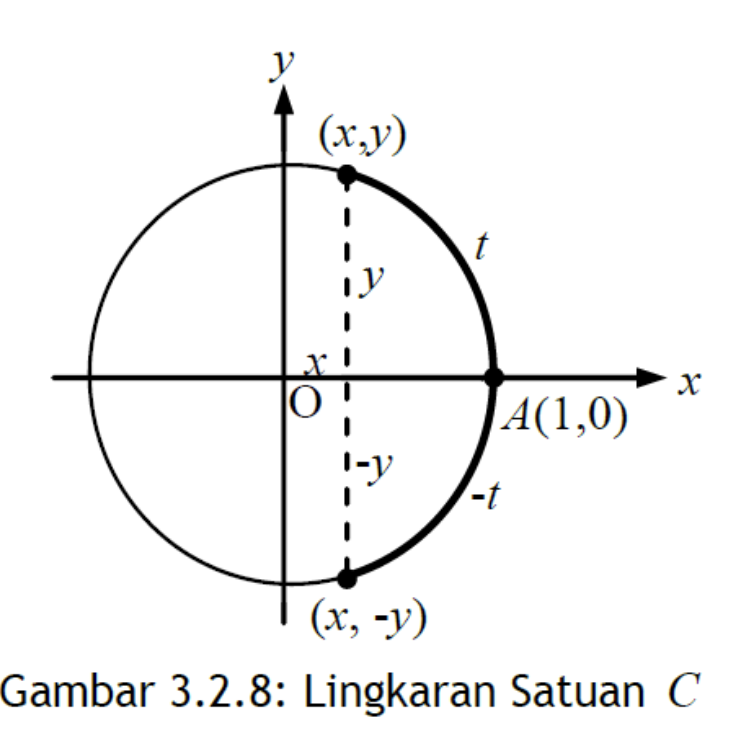 y
(x,y)
t
y
x
x
O
A(1,0)
-y
-t
(x, -y)
Gambar 3.2.8: Lingkaran Satuan C